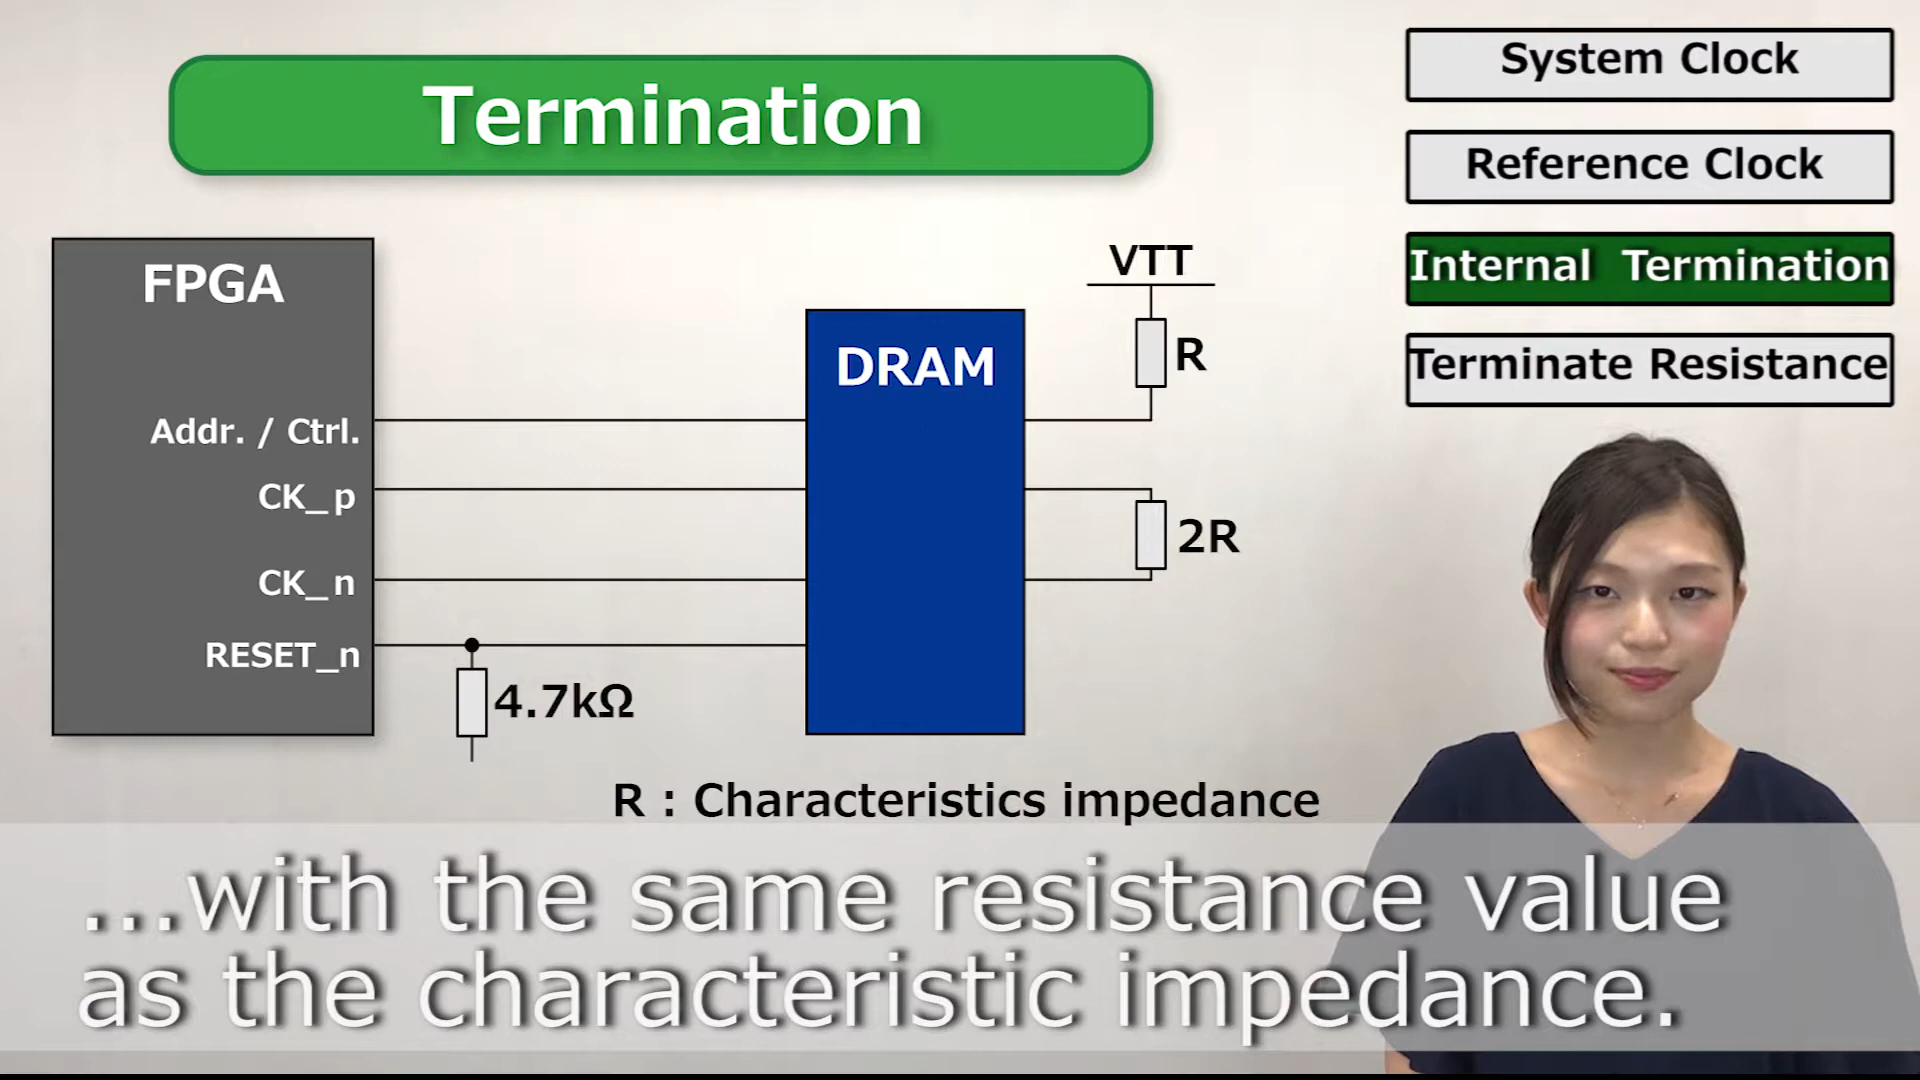 Termination
System Clock
Reference Clock
Internal Termination
Terminate Resistance
FPGA
Addr. / Ctrl.
CK_p
CK_n
RESET_n
4.7kΩ
DRAM
VTT
R
2R
R : Characteristics impedance
...with the same resistance value
as the characteristic impedance.